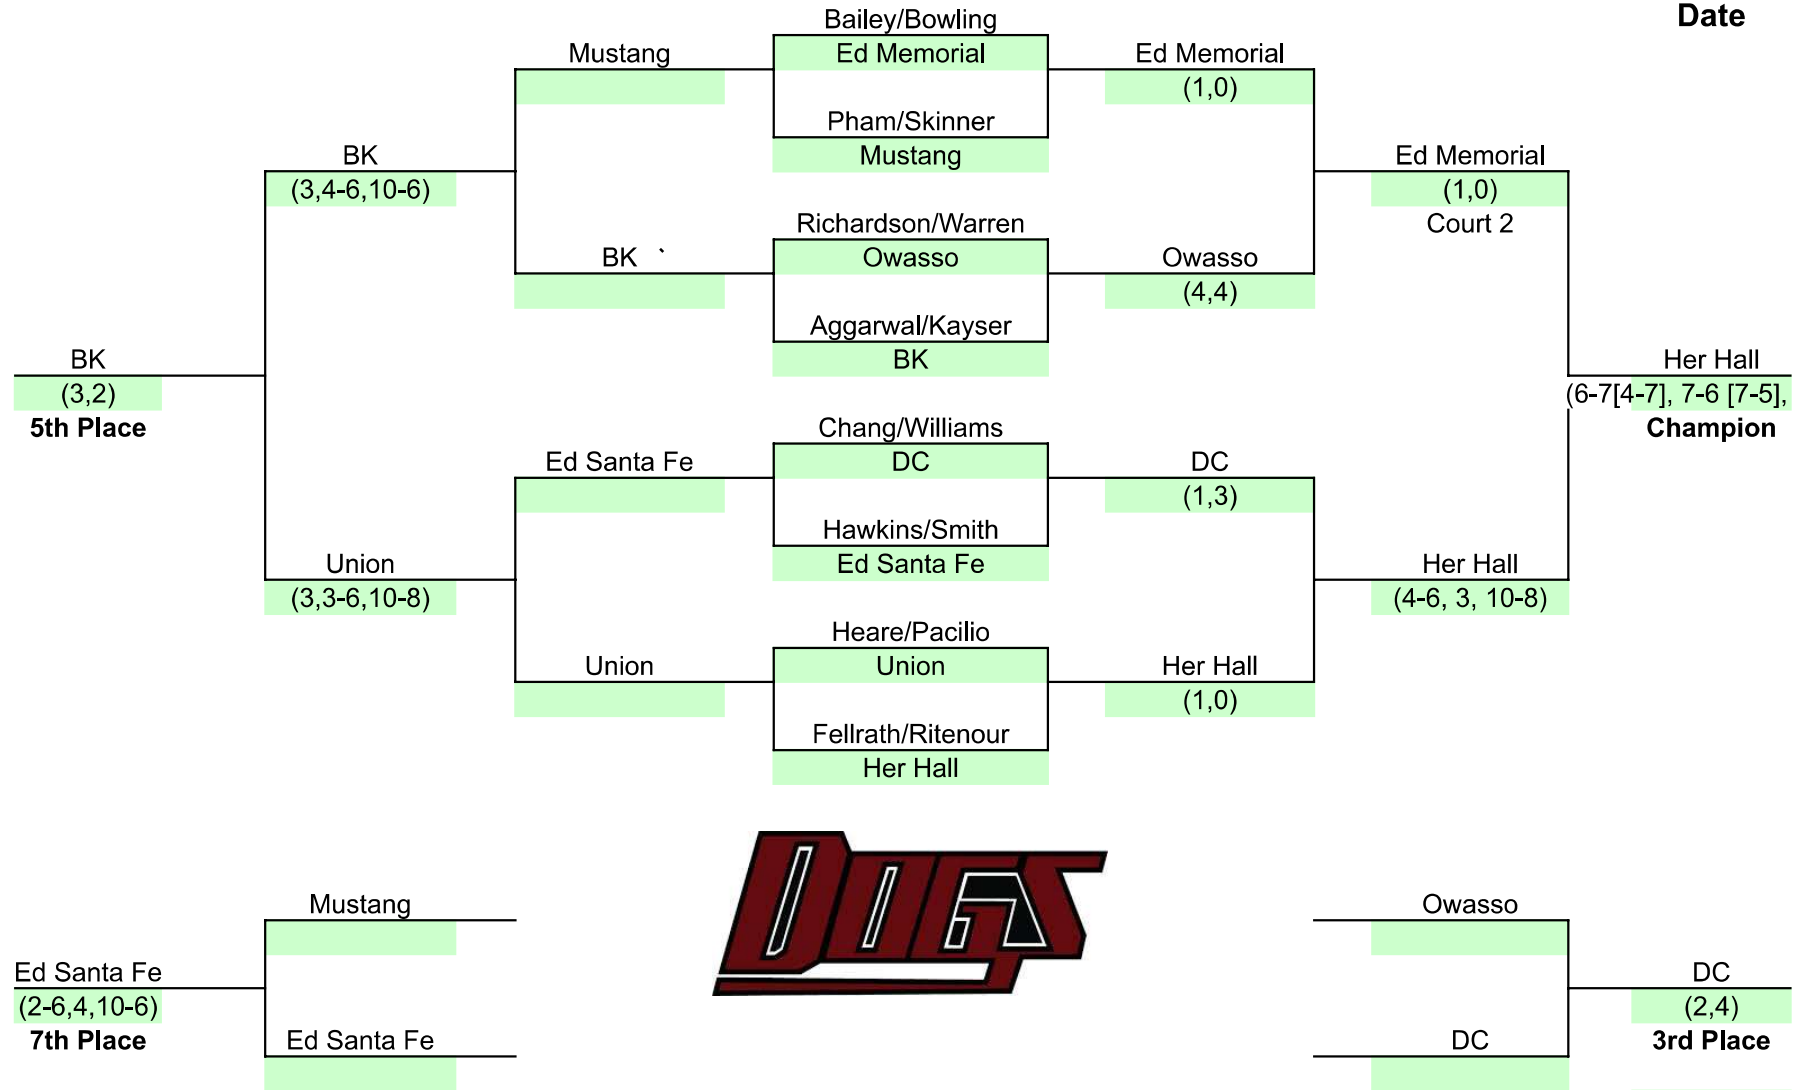 Date
Bailey/Bowling
Mustang Ed Memorial Ed Memorial
(1,0)
Pham/Skinner
BK Mustang Ed Memorial
(3,4-6,10-6) (1,0)
Richardson/Warren Court 2
BK ` Owasso Owasso
(4,4)
Aggarwal/Kayser
BK BK Her Hall
(3,2) (6-7[4-7], 7-6 [7-5],
5th Place Chang/Williams Champion
Ed Santa Fe DC DC
(1,3)
Hawkins/Smith
Union Ed Santa Fe Her Hall
(3,3-6,10-8) (4-6, 3, 10-8)
Heare/Pacilio
Union Union Her Hall
(1,0)
Fellrath/Ritenour
Her Hall
DOGS
Mustang Owasso
Ed Santa Fe DC
(2-6,4,10-6) (2,4)
7th Place Ed Santa Fe DC 3rd Place